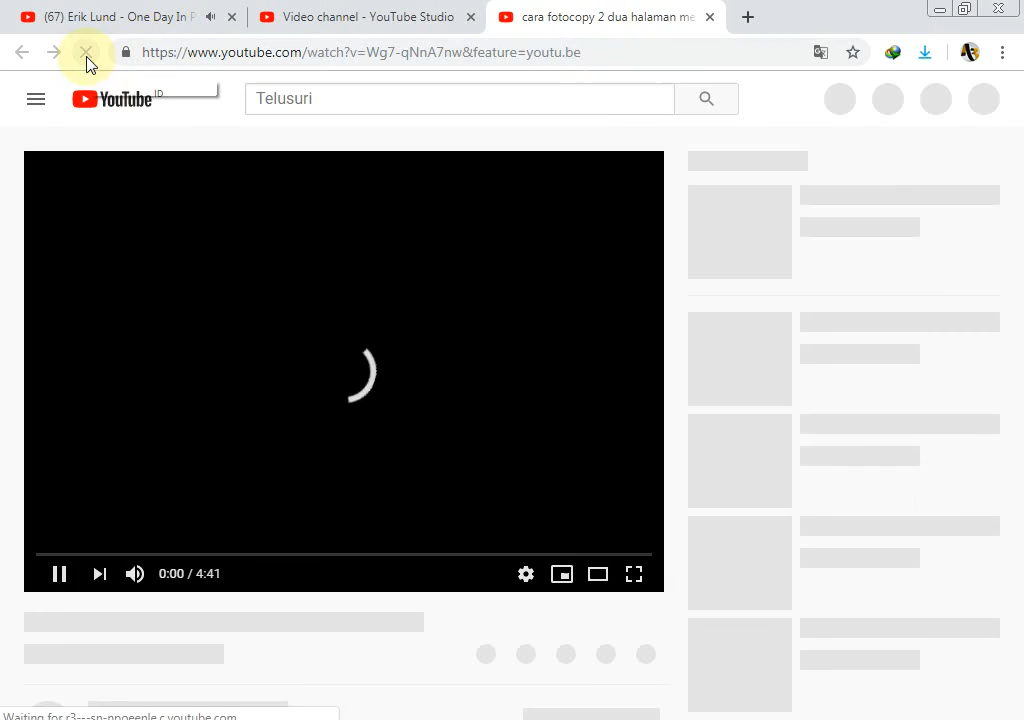 (67) Erik Lund - One Day In P
Video channel - YouTube Studio
cara fotocopy 2 dua halaman me
https://www.youtube.com/watch?v=Wg7-qNnA7nw&feature=youtu.be
YouTube ID
Telusuri
0:00 / 4:41
Waiting for r3---sn-npoeenle.c.youtube.com